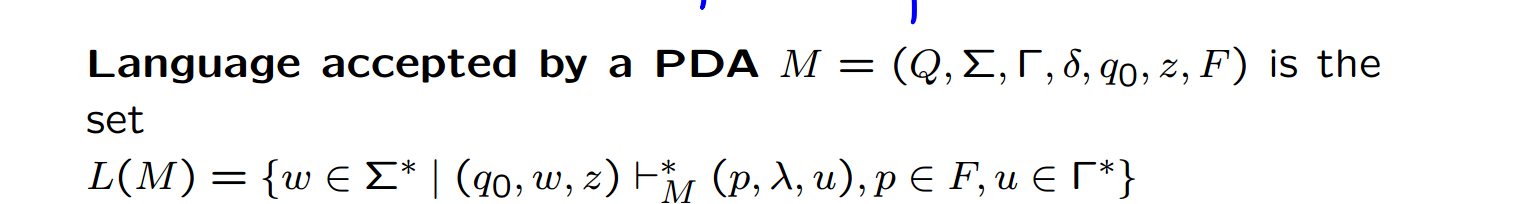 Language accepted by a PDA M = (Q, Σ, Γ, δ, q₀, z, F) is the
set
L(M) = {w ∈ Σ* | (q₀, w, z) ⊢*_M (p, λ, u), p ∈ F, u ∈ Γ*}